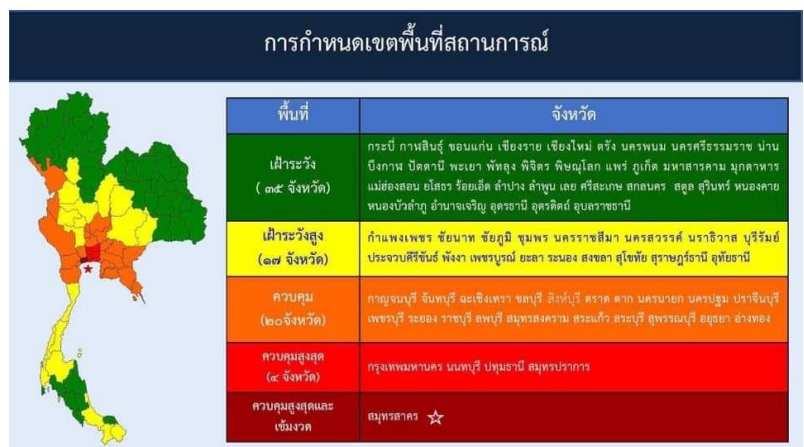 การกำหนดเขตพื้นที่สถานการณ์
พื้นที่
จังหวัด
เฝ้าระวัง
( ๓๕ จังหวัด)
กระบี่ กาฬสินธุ์ ขอนแก่น เชียงราย เชียงใหม่ ตรัง นครพนม นครศรีธรรมราช น่าน
บึงกาฬ ปัตตานี พะเยา พัทลุง พิจิตร พิษณุโลก แพร่ ภูเก็ต มหาสารคาม มุกดาหาร
แม่ฮ่องสอน ยโสธร ร้อยเอ็ด ลำปาง ลำพูน เลย ศรีสะเกษ สกลนคร สตูล สุรินทร์ หนองคาย
หนองบัวลำภู อำนาจเจริญ อุดรธานี อุตรดิตถ์ อุบลราชธานี
เฝ้าระวังสูง
(๑๗ จังหวัด)
กำแพงเพชร ชัยนาท ชัยภูมิ ชุมพร นครราชสีมา นครสวรรค์ นราธิวาส บุรีรัมย์
ประจวบคีรีขันธ์ พังงา เพชรบูรณ์ ยะลา ระนอง สงขลา สุโขทัย สุราษฎร์ธานี อุทัยธานี
ควบคุม
(๒๐จังหวัด)
กาญจนบุรี จันทบุรี ฉะเชิงเทรา ชลบุรี สิงห์บุรี ตราด ตาก นครนายก นครปฐม ปราจีนบุรี
เพชรบุรี ระยอง ราชบุรี ลพบุรี สมุทรสงคราม สระแก้ว สระบุรี สุพรรณบุรี อยุธยา อ่างทอง
ควบคุมสูงสุด
(๔ จังหวัด)
กรุงเทพมหานคร นนทบุรี ปทุมธานี สมุทรปราการ
ควบคุมสูงสุดและ
เข้มงวด
สมุทรสาคร